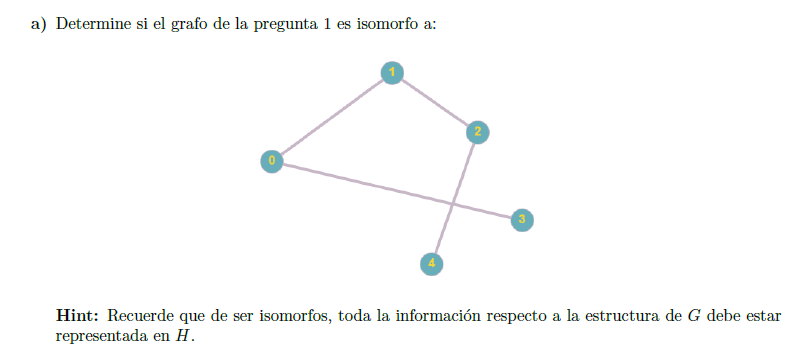 a) Determine si el grafo de la pregunta 1 es isomorfo a:
1
2
0
3
4
Hint: Recuerde que de ser isomorfos, toda la información respecto a la estructura de G debe estar
representada en H.